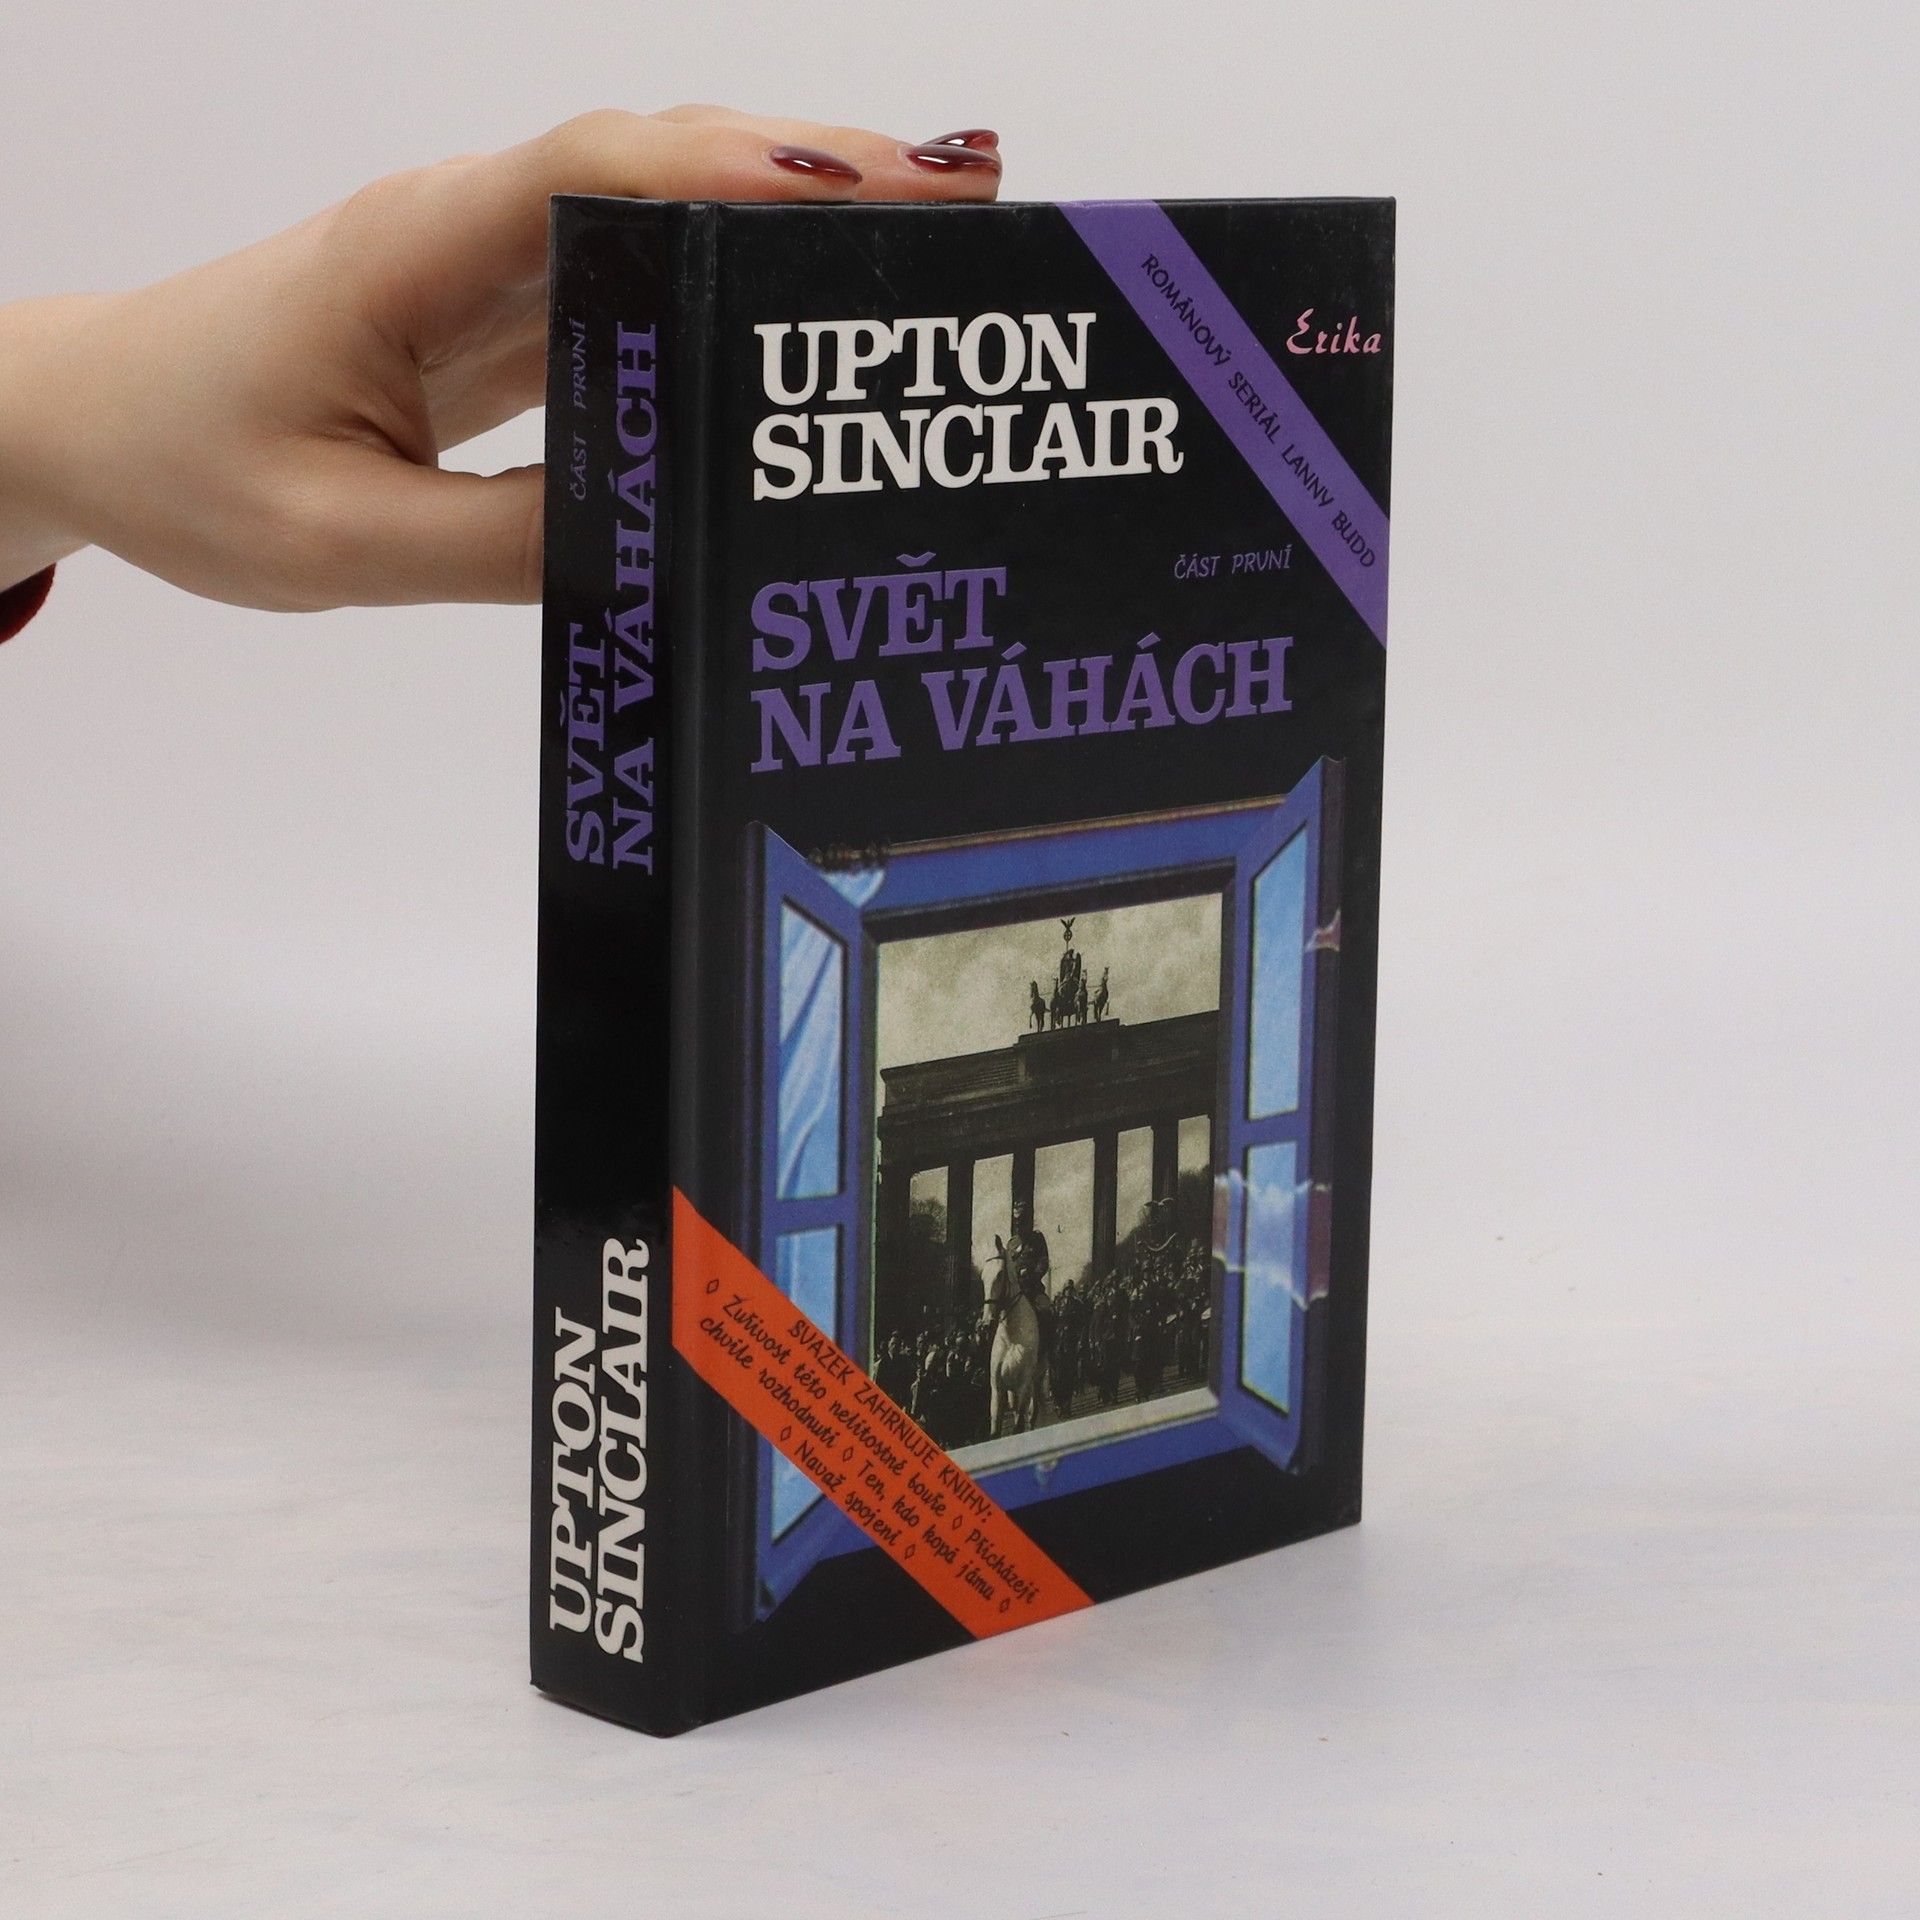 ČÁST PRVNÍ
SVĚT
NA VÁHÁCH
UPTON
SINCLAIR
ROMÁNOVÝ SERIÁL LANNY BUDD
Erika
UPTON
SINCLAIR
ČÁST PRVNÍ
SVĚT
NA VÁHÁCH
SVAZEK ZAHRNUJE KNIHY:
◊ Zuřivost této nelítostné bouře ◊ Přicházejí
chvíle rozhodnutí ◊ Ten, kdo kopá jámu ◊
◊ Navaž spojení ◊